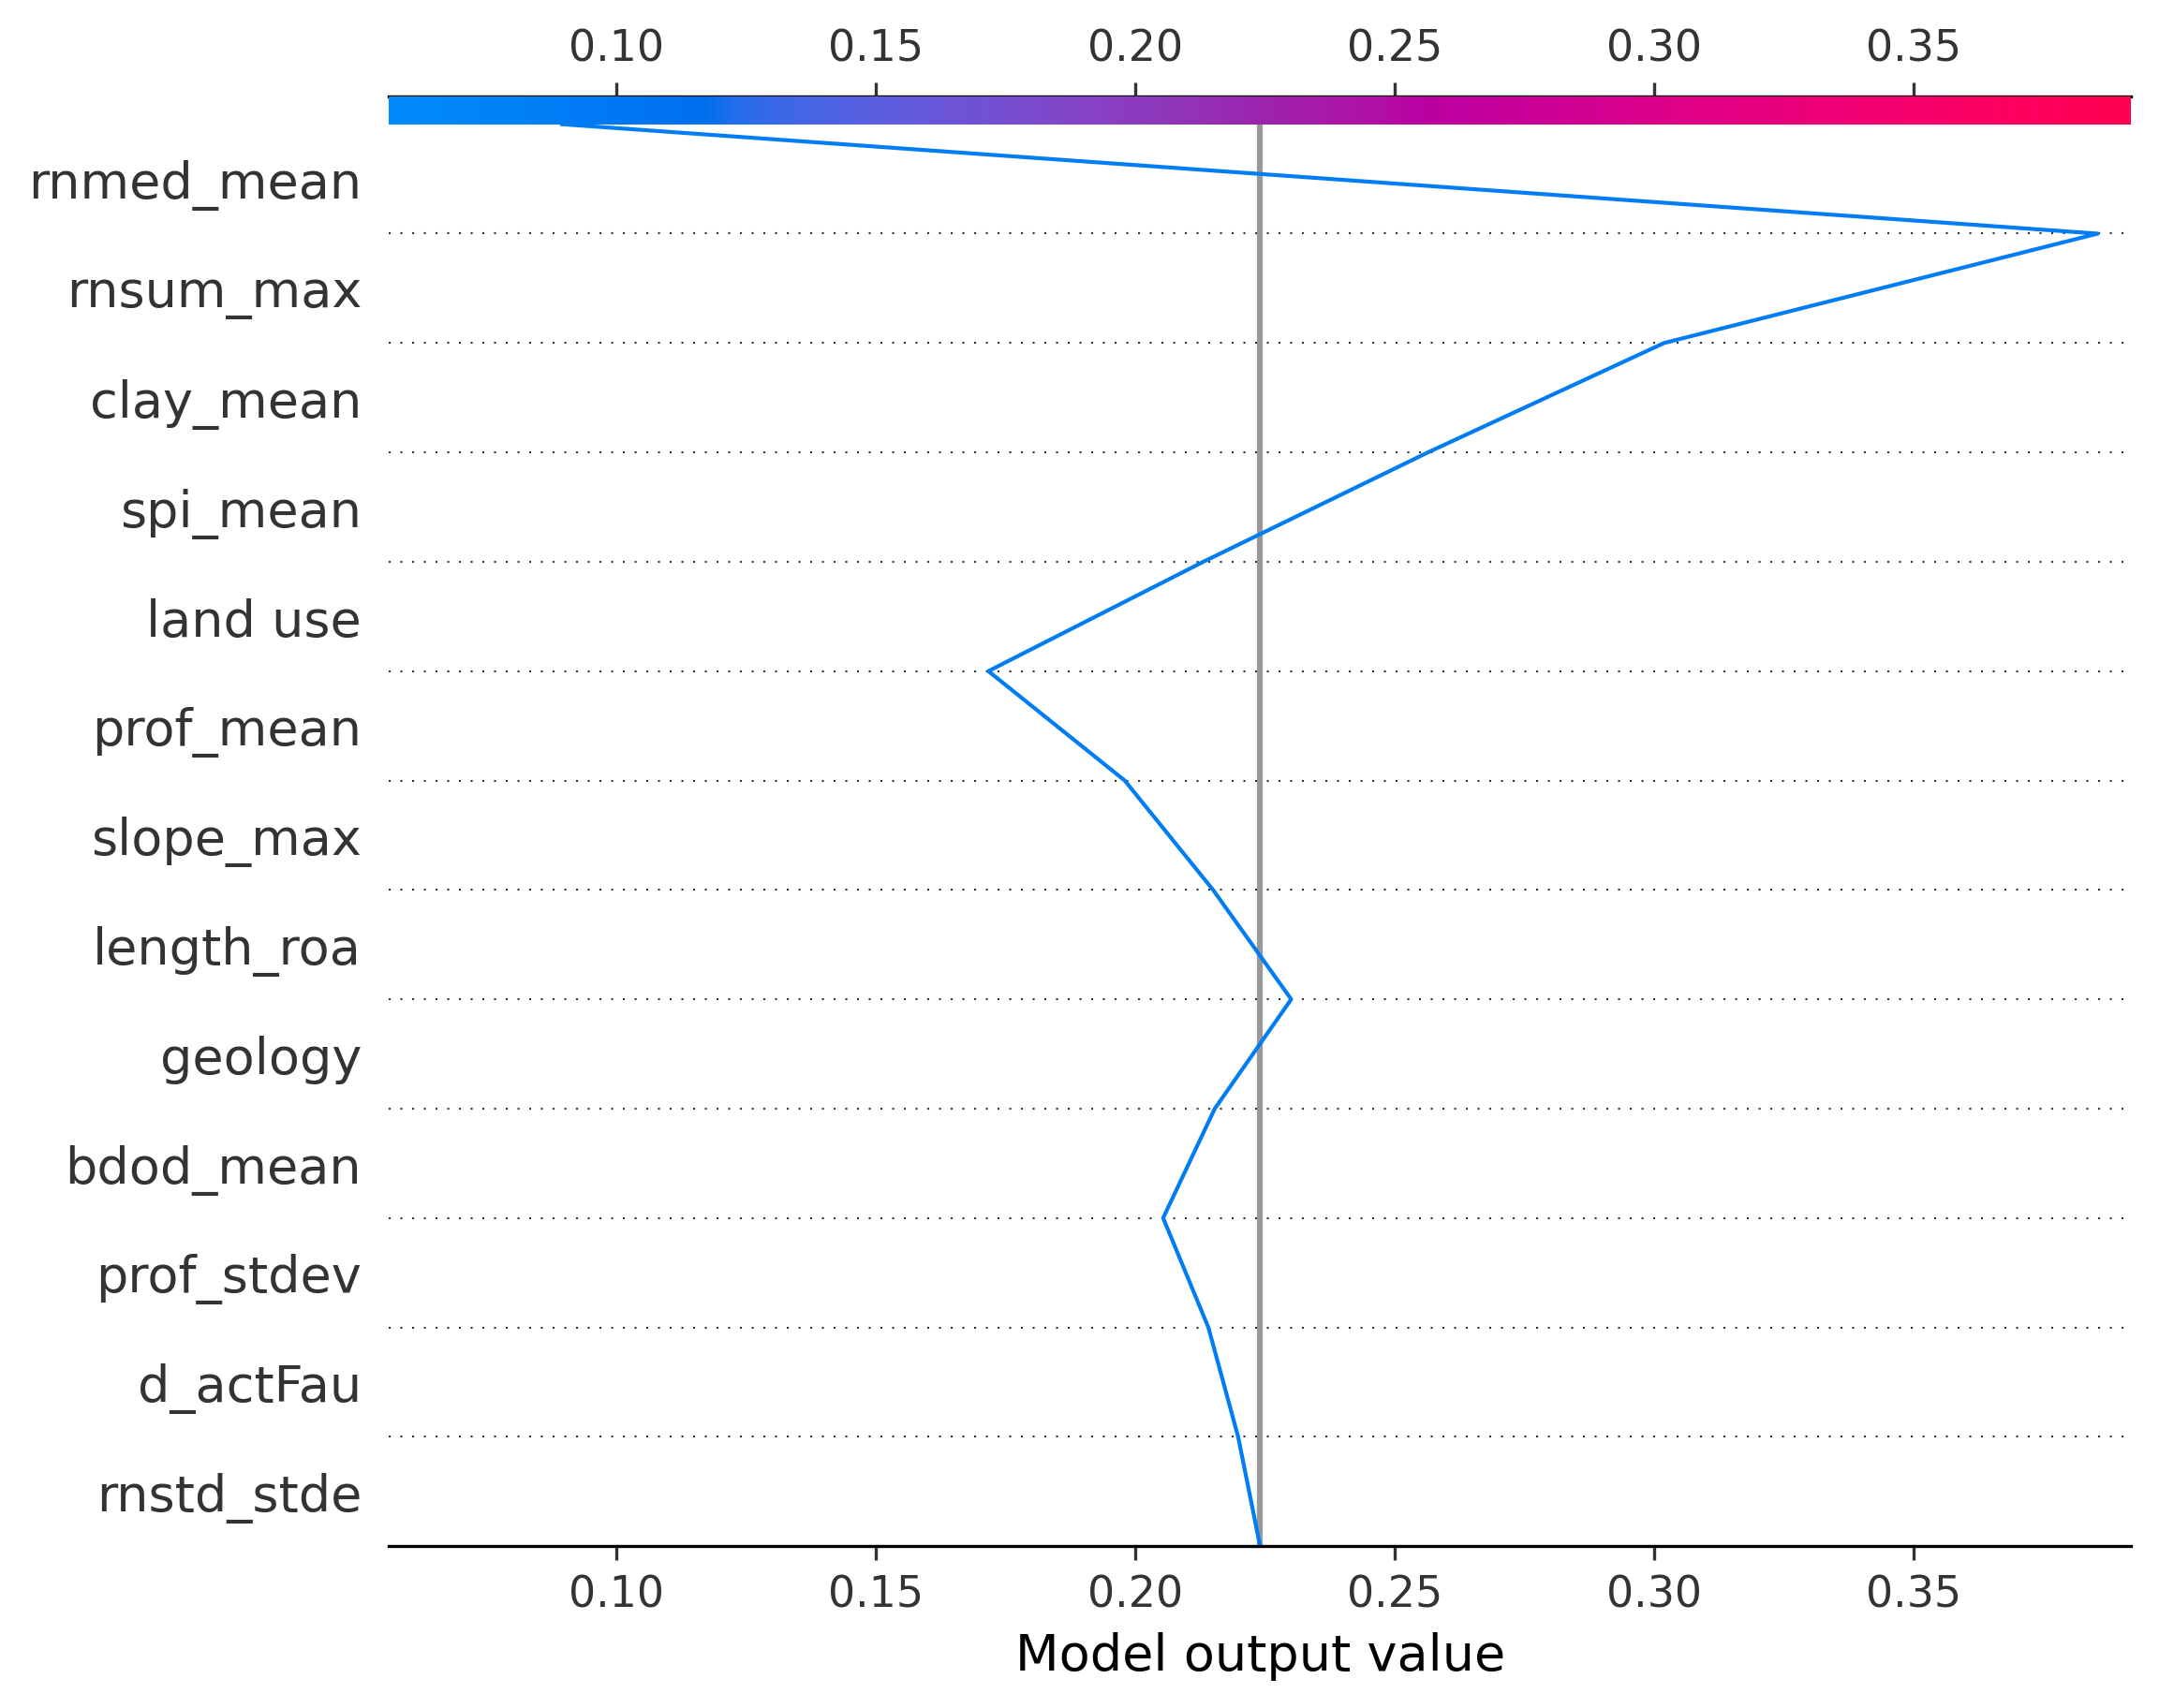 0.10 0.15 0.20 0.25 0.30 0.35
rnmed_mean
rnsum_max
clay_mean
spi_mean
land use
prof_mean
slope_max
length_roa
geology
bdod_mean
prof_stdev
d_actFau
rnstd_stde
0.10 0.15 0.20 0.25 0.30 0.35
Model output value